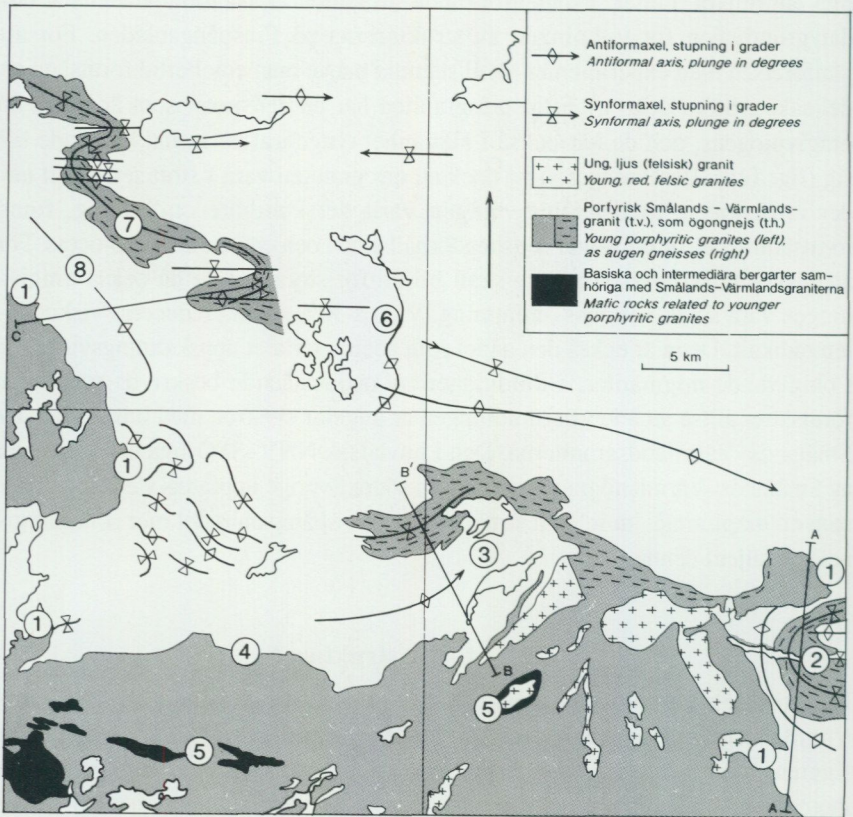 Antiformaxel, stupning i grader
Antiformal axis, plunge in degrees
Synformaxel, stupning i grader
Synformal axis, plunge in degrees
Ung, ljus (felsisk) granit
Young, red, felsic granites
Porfyrisk Smålands - Värmlands-
granit (t.v.), som ögongnejs (t.h.)
Young porphyritic granites (left),
as augen gneisses (right)
Basiska och intermediära bergarter sam-
höriga med Smålands-Värmlandsgraniterna
Mafic rocks related to younger
porphyritic granites
5 km
7
8
1
C
6
1
B'
3
A
1
1
4
2
B
5
5
1
A